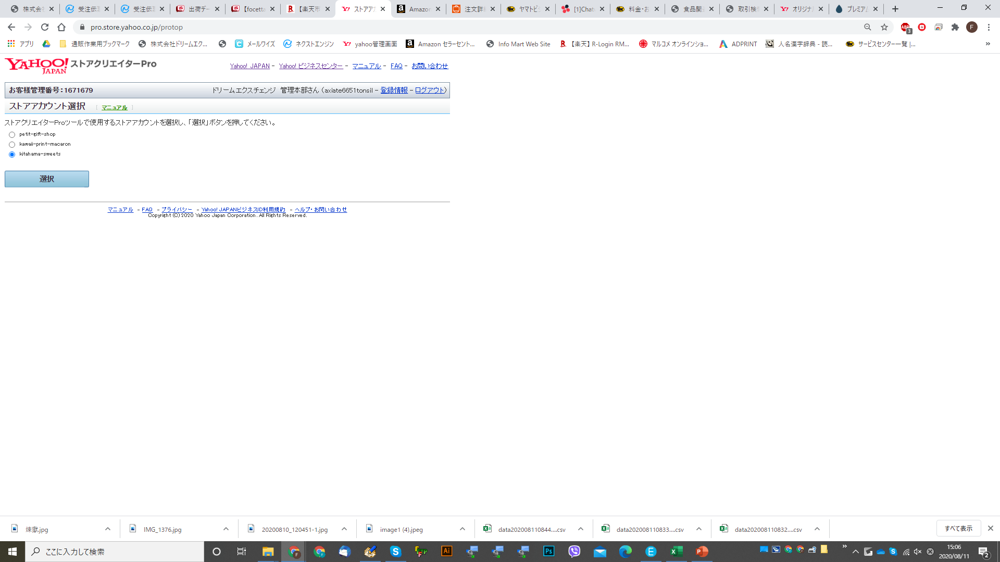 株式会社
受注伝票
受注伝票
出荷デー
【focetta
【楽天市
ストアア
Amazon
注文詳細
ヤマトビジ
[1]Chat
料金・お
食品関連
取引検索
オリジナル
プレミアム
pro.store.yahoo.co.jp/protop
アプリ
通販作業用ブックマーク
株式会社ドリームエク...
メールワイズ
ネクストエンジン
yahoo管理画面
Amazon セラーセント...
Info Mart Web Site
【楽天】R-Login RM...
マルコメ オンラインショ...
ADPRINT
人名漢字辞典 - 読...
サービスセンター一覧 |...
YAHOO! JAPAN ストアクリエイターPro
Yahoo! JAPAN - Yahoo! ビジネスセンター - マニュアル - FAQ - お問い合わせ
お客様管理番号：1671679
ドリームエクスチェンジ 管理本部さん （axiate6651tonsil - 登録情報 - ログアウト）
ストアアカウント選択 [ マニュアル ]
ストアクリエイターProツールで使用するストアアカウントを選択し、「選択」ボタンを押してください。
petit-gift-shop
kawaii-print-macaron
kitahama-sweets
選択
マニュアル - FAQ - プライバシー - Yahoo! JAPANビジネスID利用規約 - ヘルプ・お問い合わせ
Copyright (C) 2020 Yahoo Japan Corporation. All Rights Reserved.
煉獄.jpg
IMG_1376.jpg
20200810_120451-1.jpg
image1 (4).jpeg
data202008110844....csv
data202008110833....csv
data202008110832....csv
すべて表示
ここに入力して検索
15:06
2020/08/11
2